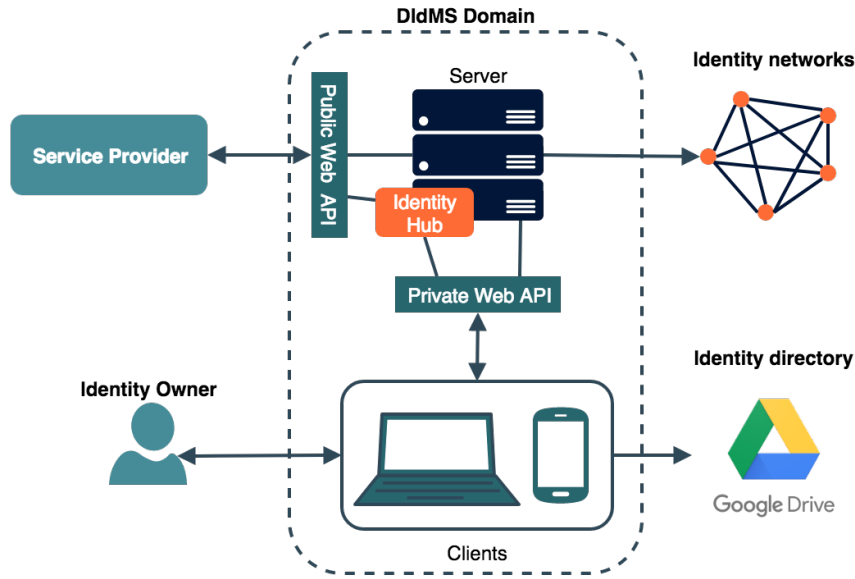 DIdMS Domain
Server
Identity networks
Public Web API
Service Provider
Identity
Hub
Private Web API
Identity directory
Identity Owner
Google Drive
Clients